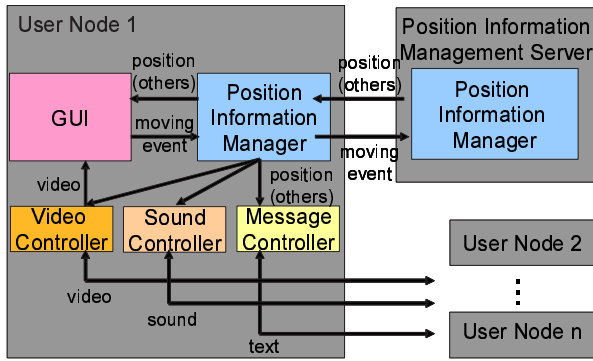 User Node 1
position
(others)
GUI
Position
Information
Manager
moving
event
video
position
(others)
Video
Controller
Sound
Controller
Message
Controller
video
sound
text
position
(others)
moving
event
Position Information
Management Server
Position
Information
Manager
User Node 2
User Node n